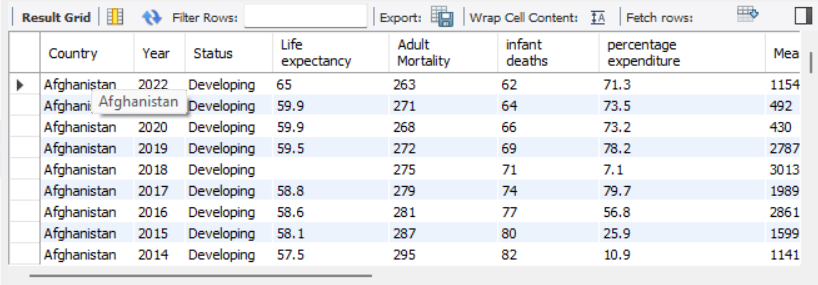 Result Grid Filter Rows: Export: Wrap Cell Content: IA Fetch rows:
Country Year Status Life expectancy Adult Mortality infant deaths percentage expenditure Mea
Afghanistan 2022 Developing 65 263 62 71.3 1154
Afghani Afghanistan Developing 59.9 271 64 73.5 492
Afghanistan 2020 Developing 59.9 268 66 73.2 430
Afghanistan 2019 Developing 59.5 272 69 78.2 2787
Afghanistan 2018 Developing 275 71 7.1 3013
Afghanistan 2017 Developing 58.8 279 74 79.7 1989
Afghanistan 2016 Developing 58.6 281 77 56.8 2861
Afghanistan 2015 Developing 58.1 287 80 25.9 1599
Afghanistan 2014 Developing 57.5 295 82 10.9 1141